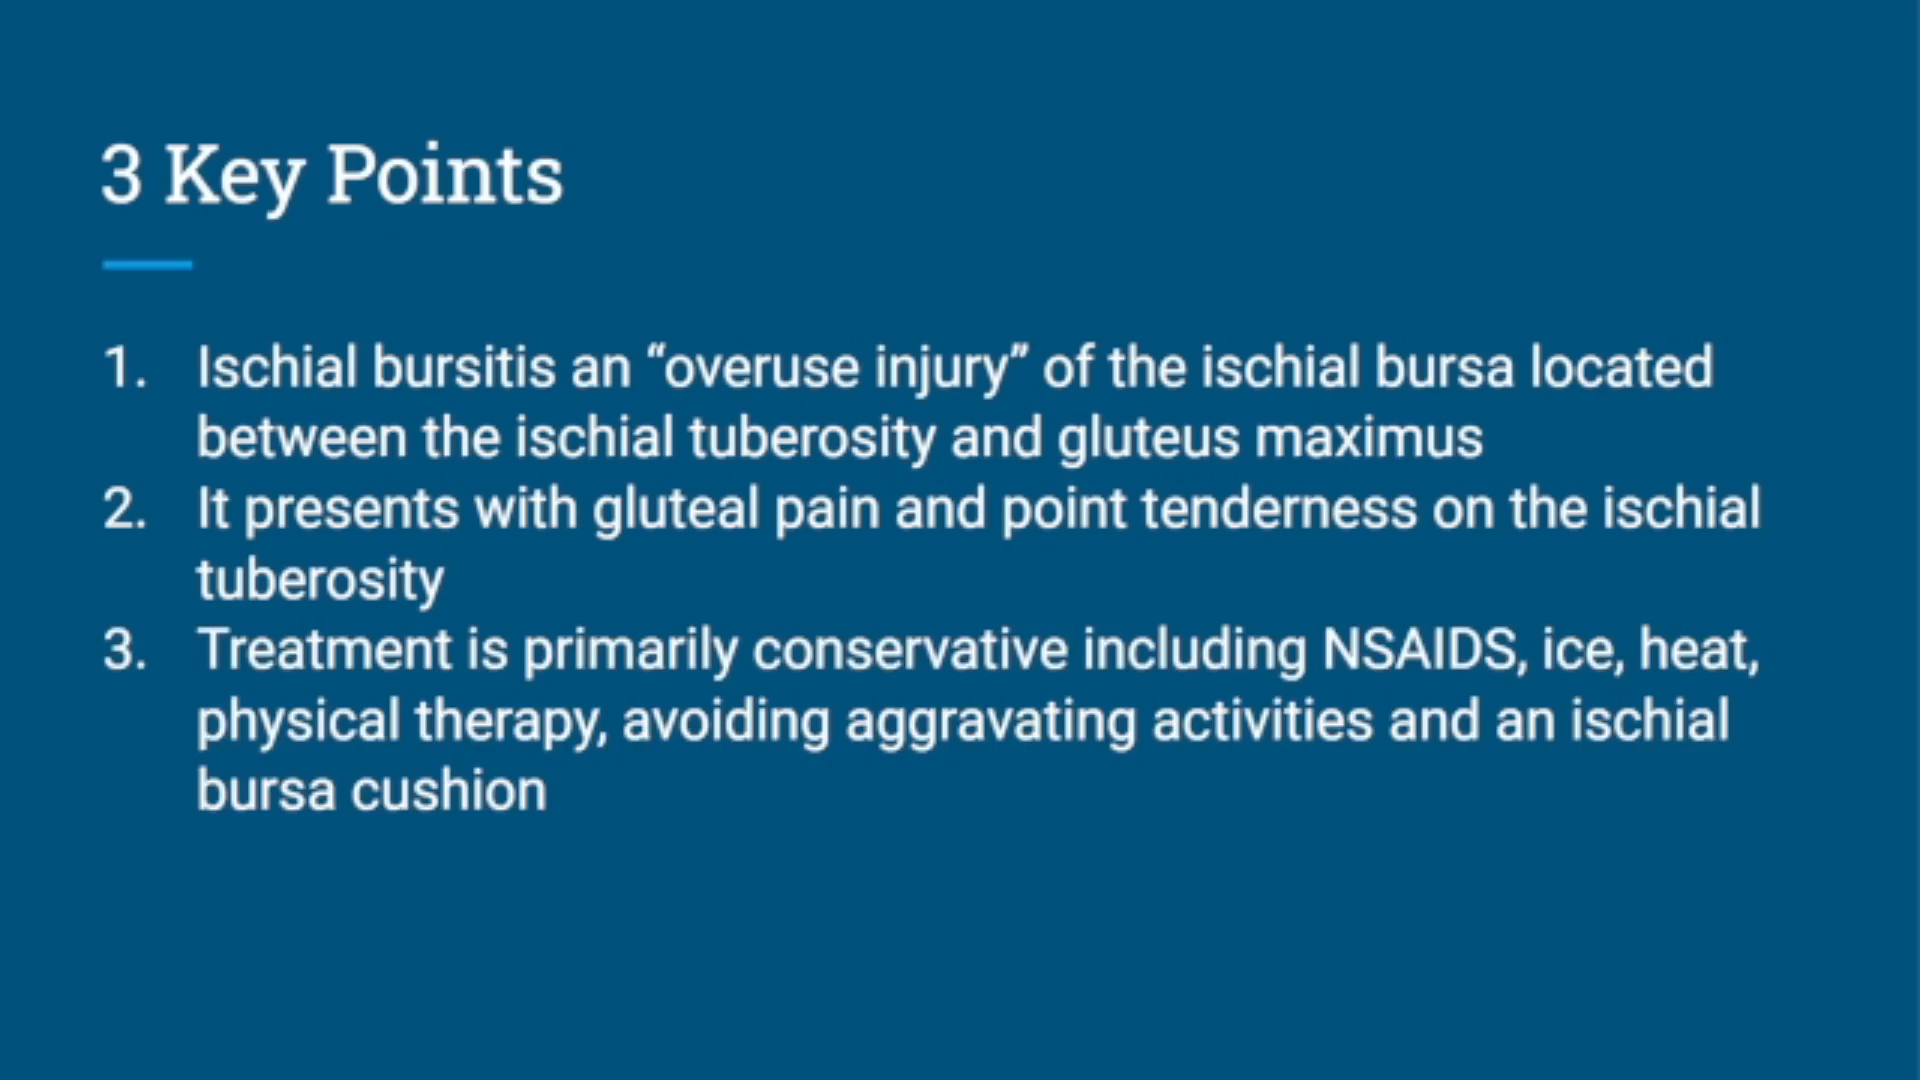 3 Key Points
1. Ischial bursitis an “overuse injury” of the ischial bursa located
between the ischial tuberosity and gluteus maximus
2. It presents with gluteal pain and point tenderness on the ischial
tuberosity
3. Treatment is primarily conservative including NSAIDS, ice, heat,
physical therapy, avoiding aggravating activities and an ischial
bursa cushion